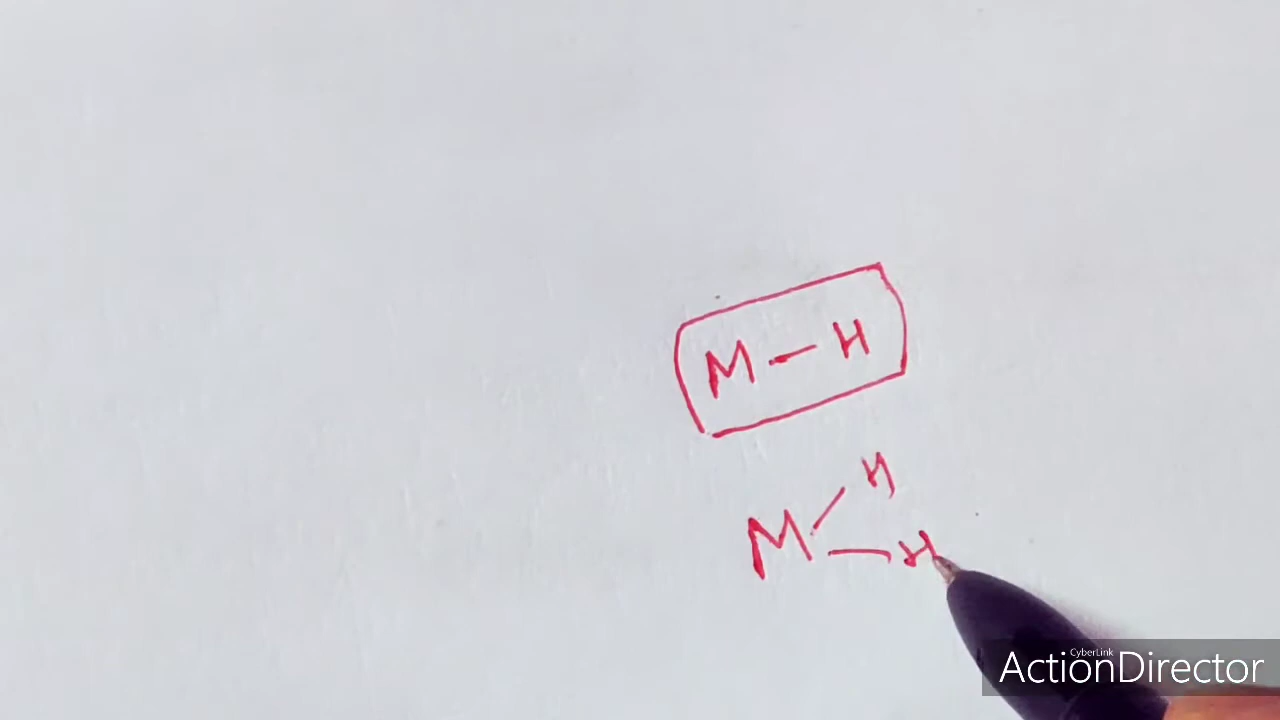 M - H
H
M - H
CyberLink
ActionDirector